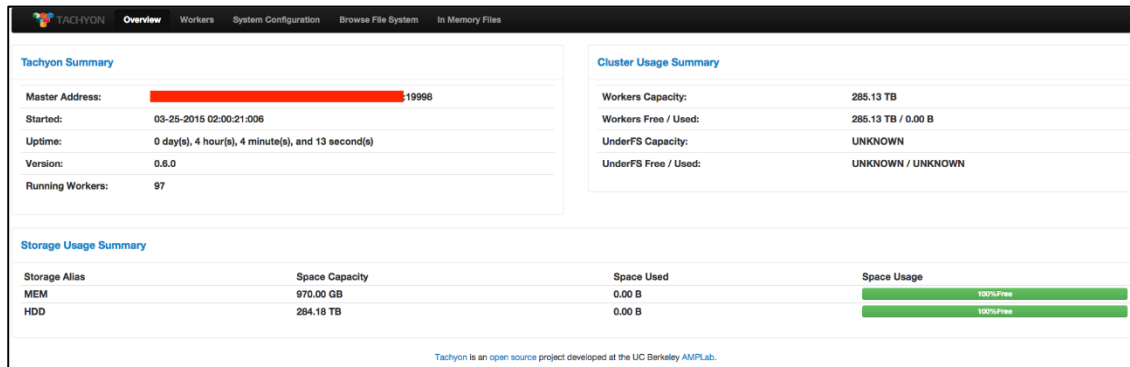 TACHYON Overview Workers System Configuration Browse File System In Memory Files
Tachyon Summary
Master Address: :19998
Started: 03-25-2015 02:00:21:006
Uptime: 0 day(s), 4 hour(s), 4 minute(s), and 13 second(s)
Version: 0.6.0
Running Workers: 97
Cluster Usage Summary
Workers Capacity: 285.13 TB
Workers Free / Used: 285.13 TB / 0.00 B
UnderFS Capacity: UNKNOWN
UnderFS Free / Used: UNKNOWN / UNKNOWN
Storage Usage Summary
Storage Alias Space Capacity Space Used Space Usage
MEM 970.00 GB 0.00 B 100%Free
HDD 284.18 TB 0.00 B 100%Free
Tachyon is an open source project developed at the UC Berkeley AMPLab.